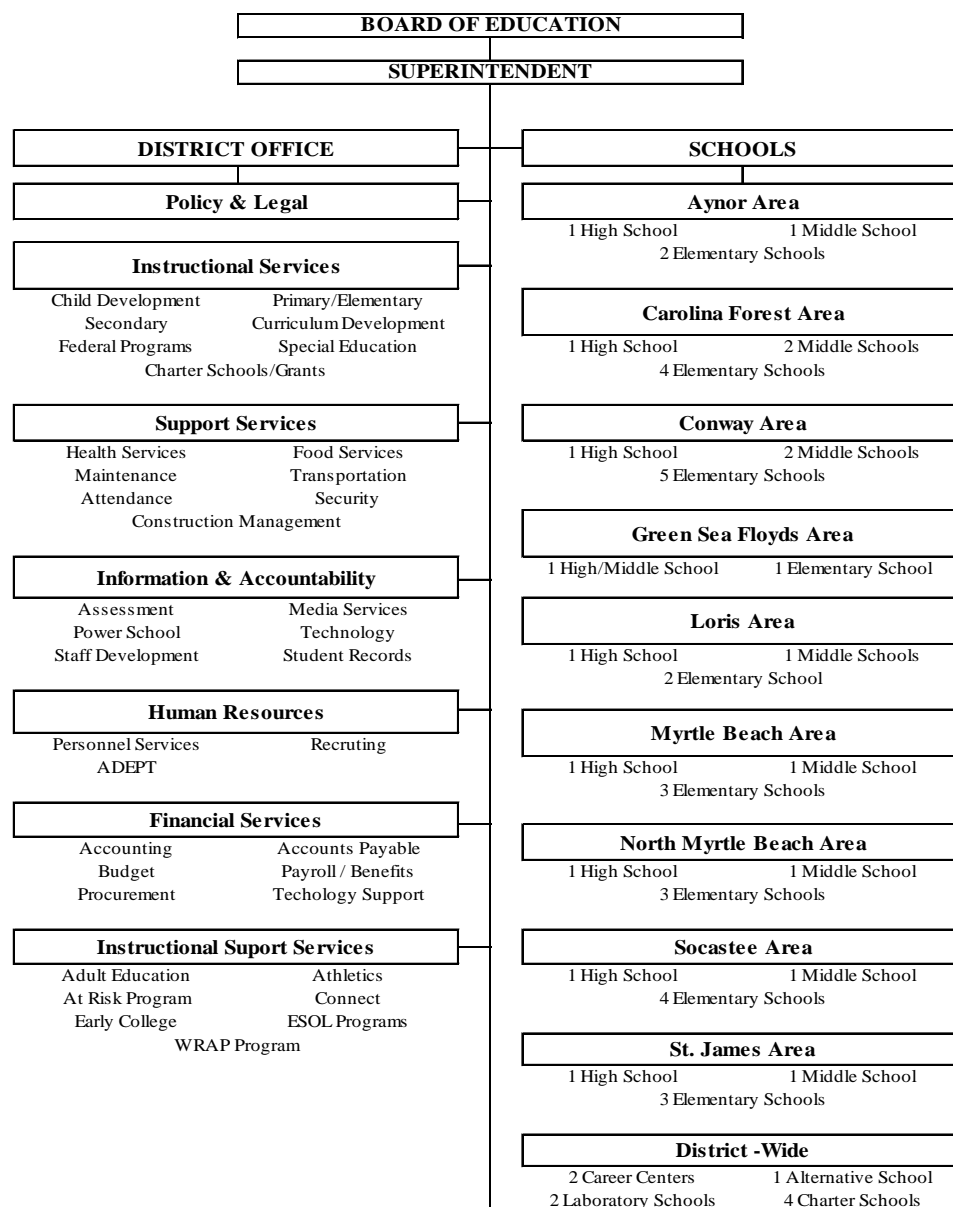 BOARD OF EDUCATION
SUPERINTENDENT
DISTRICT OFFICE
Policy & Legal
Instructional Services
Child Development Primary/Elementary
Secondary Curriculum Development
Federal Programs Special Education
Charter Schools/Grants
Support Services
Health Services Food Services
Maintenance Transportation
Attendance Security
Construction Management
Information & Accountability
Assessment Media Services
Power School Technology
Staff Development Student Records
Human Resources
Personnel Services Recruting
ADEPT
Financial Services
Accounting Accounts Payable
Budget Payroll / Benefits
Procurement Techology Support
Instructional Suport Services
Adult Education Athletics
At Risk Program Connect
Early College ESOL Programs
WRAP Program
SCHOOLS
Aynor Area
1 High School 1 Middle School
2 Elementary Schools
Carolina Forest Area
1 High School 2 Middle Schools
4 Elementary Schools
Conway Area
1 High School 2 Middle Schools
5 Elementary Schools
Green Sea Floyds Area
1 High/Middle School 1 Elementary School
Loris Area
1 High School 1 Middle Schools
2 Elementary School
Myrtle Beach Area
1 High School 1 Middle School
3 Elementary Schools
North Myrtle Beach Area
1 High School 1 Middle School
3 Elementary Schools
Socastee Area
1 High School 1 Middle School
4 Elementary Schools
St. James Area
1 High School 1 Middle School
3 Elementary Schools
District -Wide
2 Career Centers 1 Alternative School
2 Laboratory Schools 4 Charter Schools